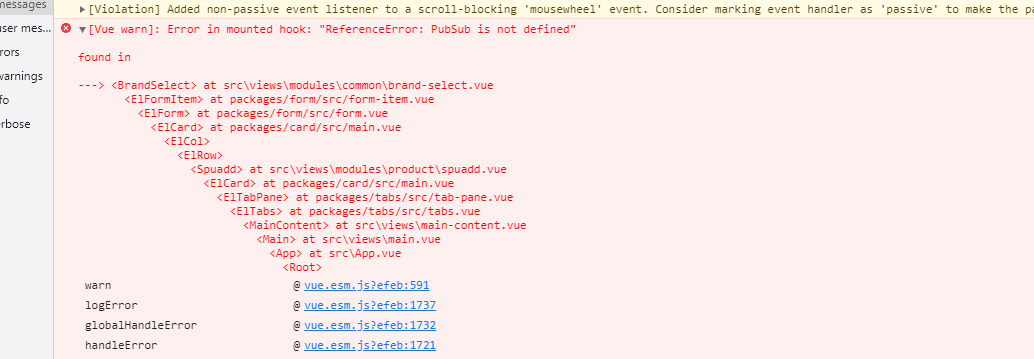 messages
[Violation] Added non-passive event listener to a scroll-blocking 'mousewheel' event. Consider marking event handler as 'passive' to make the pa
user mes...
[Vue warn]: Error in mounted hook: "ReferenceError: PubSub is not defined"
rors
found in
warnings
---> <BrandSelect> at src\views\modules\common\brand-select.vue
fo
<ElFormItem> at packages/form/src/form-item.vue
<ElForm> at packages/form/src/form.vue
erbose
<ElCard> at packages/card/src/main.vue
<ElCol>
<ElRow>
<Spuadd> at src\views\modules\product\spuadd.vue
<ElCard> at packages/card/src/main.vue
<ElTabPane> at packages/tabs/src/tab-pane.vue
<ElTabs> at packages/tabs/src/tabs.vue
<MainContent> at src\views\main-content.vue
<Main> at src\views\main.vue
<App> at src\App.vue
<Root>
warn @ vue.esm.js?efeb:591
logError @ vue.esm.js?efeb:1737
globalHandleError @ vue.esm.js?efeb:1732
handleError @ vue.esm.js?efeb:1721